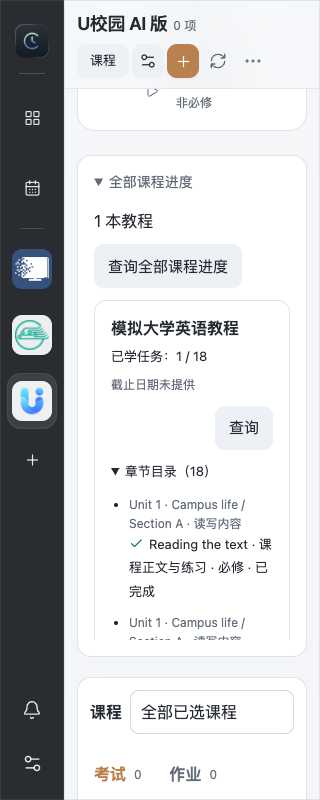 U校园 AI 版 0 项
课程
非必修
▼ 全部课程进度
1 本教程
查询全部课程进度
模拟大学英语教程
已学任务：1 / 18
截止日期未提供
查询
▼ 章节目录（18）
• Unit 1 · Campus life /
Section A · 读写内容
✓ Reading the text · 课
程正文与练习 · 必修 · 已
完成
• Unit 1 · Campus life /
Section A · 读写内容
课程 全部已选课程
考试 0 作业 0